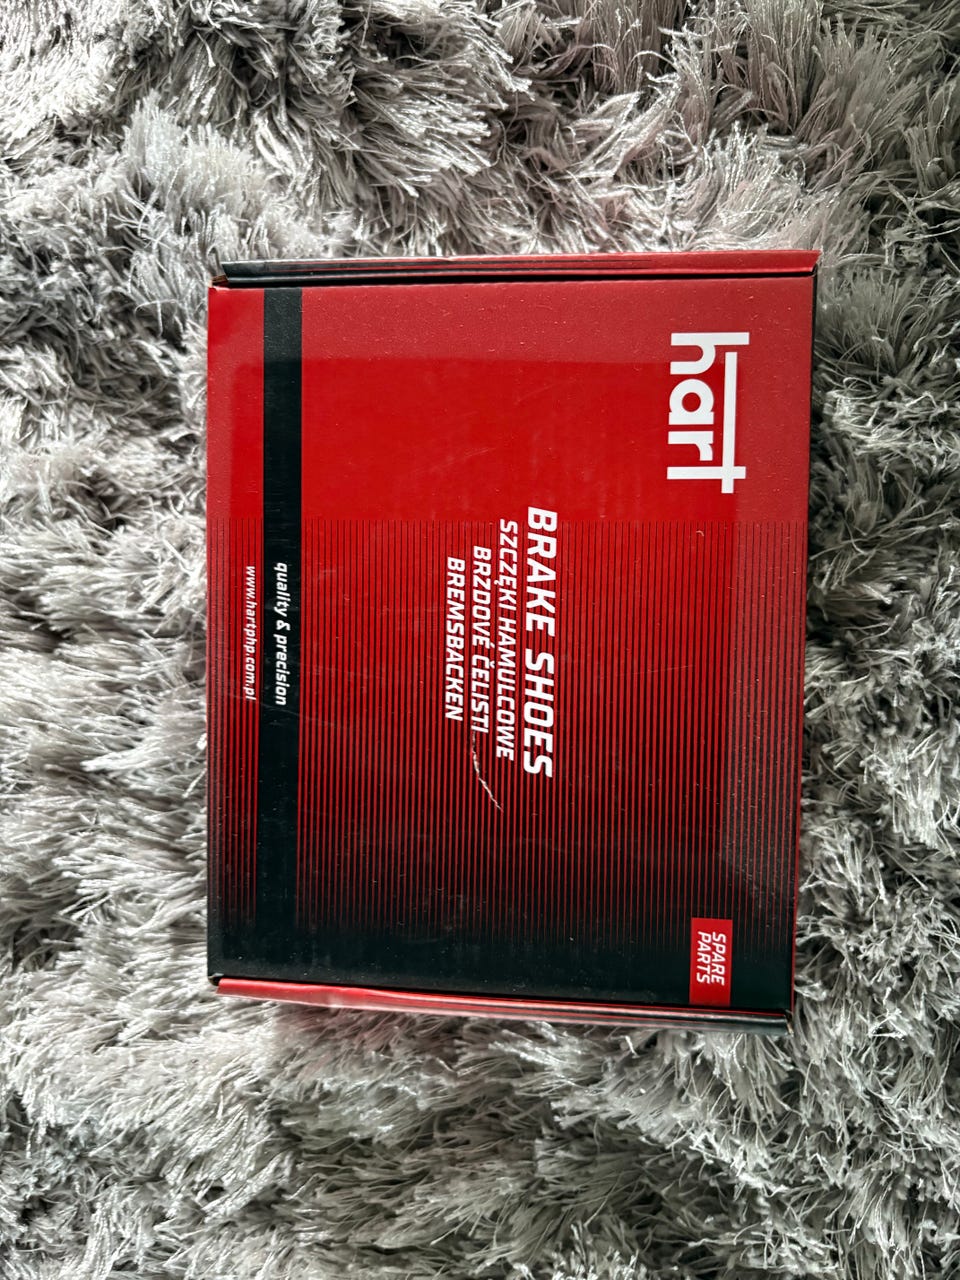 hart
BRAKE SHOES
SZCZĘKI HAMULCOWE
BRZDOVÉ ČELISTI
BREMSBACKEN
SPARE
PARTS
quality & precision
www.hartphp.com.pl